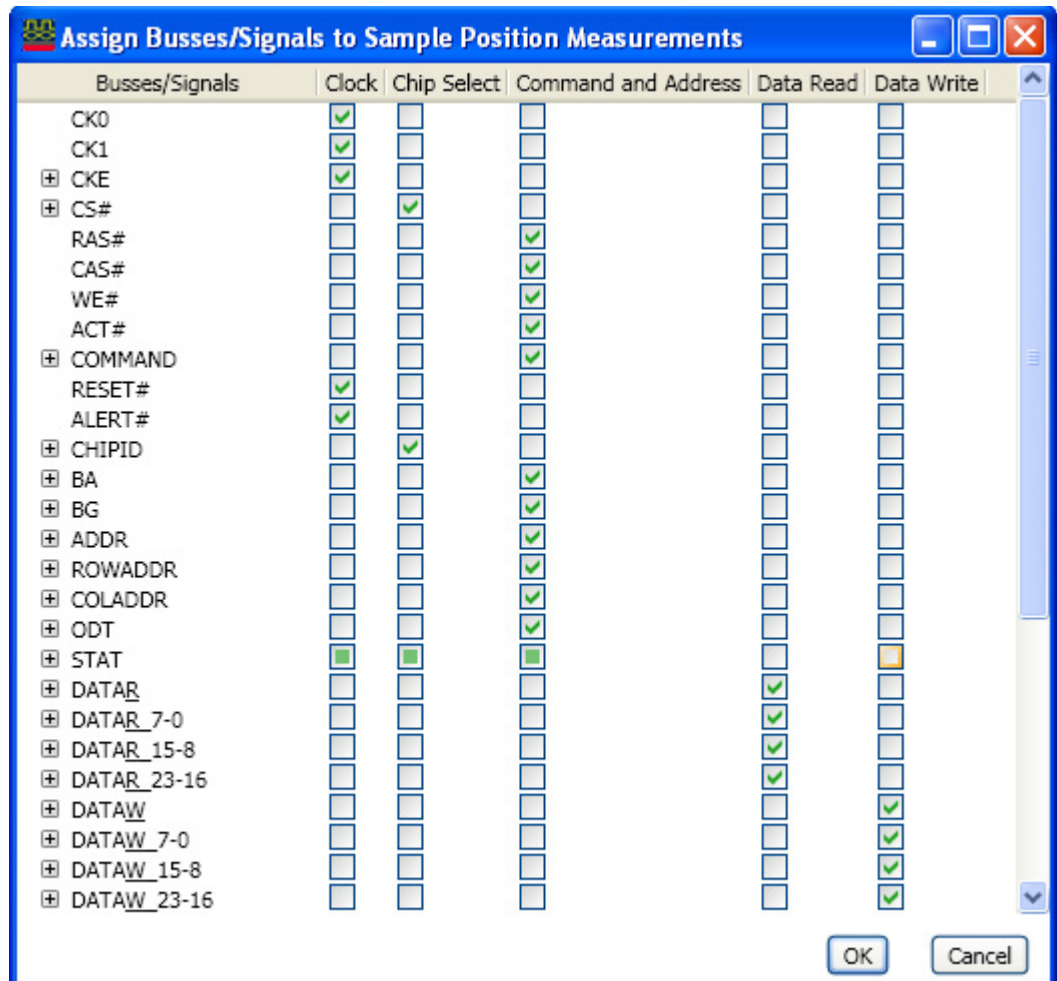 Assign Busses/Signals to Sample Position Measurements
Busses/Signals Clock Chip Select Command and Address Data Read Data Write
CK0
CK1
CKE
CS#
RAS#
CAS#
WE#
ACT#
COMMAND
RESET#
ALERT#
CHIPID
BA
BG
ADDR
ROWADDR
COLADDR
ODT
STAT
DATAR
DATAR_7-0
DATAR_15-8
DATAR_23-16
DATAW
DATAW_7-0
DATAW_15-8
DATAW_23-16
OK Cancel